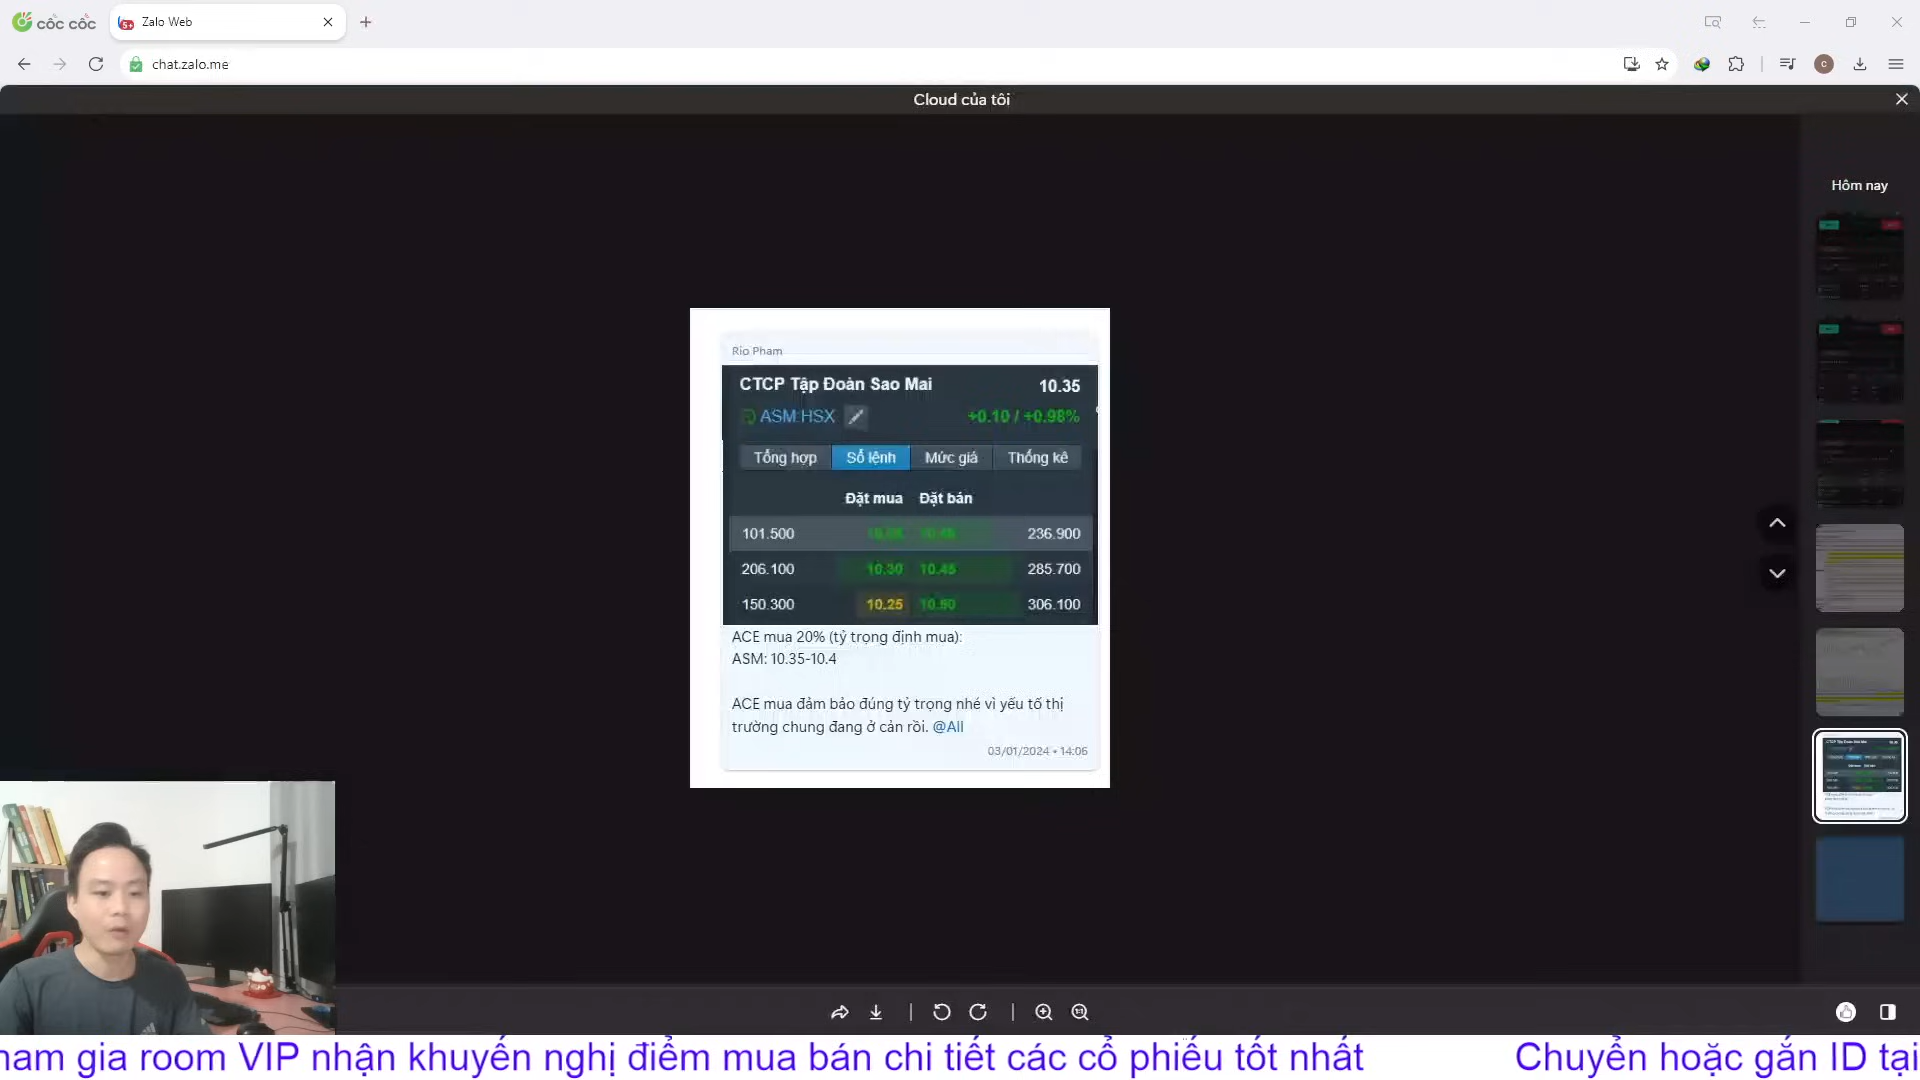 cốc cốc
Zalo Web
chat.zalo.me
Cloud của tôi
Hôm nay
Rio Pham
CTCP Tập Đoàn Sao Mai 10.35
ASM:HSX +0.10 / +0.98%
Tổng hợp Sổ lệnh Mức giá Thống kê
Đặt mua Đặt bán
101.500 236.900
206.100 10.30 10.45 285.700
150.300 10.25 10.50 306.100
ACE mua 20% (tỷ trọng định mua):
ASM: 10.35-10.4
ACE mua đảm bảo đúng tỷ trọng nhé vì yếu tố thị
trường chung đang ở cản rồi. @All
03/01/2024 • 14:06
ham gia room VIP nhận khuyến nghị điểm mua bán chi tiết các cổ phiếu tốt nhất Chuyển hoặc gắn ID tại